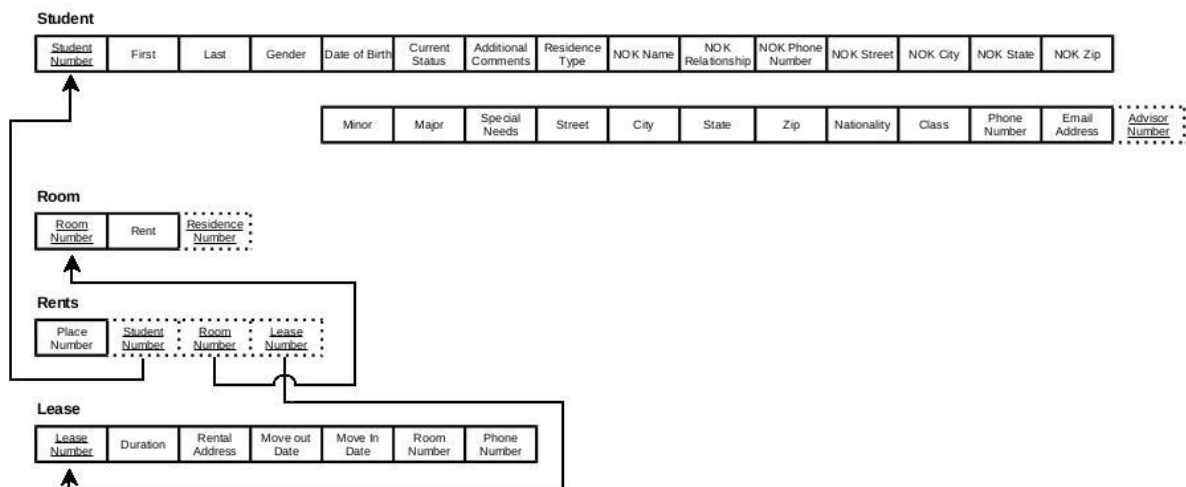 Student
Student Number First Last Gender Date of Birth Current Status Additional Comments Residence Type NOK Name NOK Relationship NOK Phone Number NOK Street NOK City NOK State NOK Zip
Minor Major Special Needs Street City State Zip Nationality Class Phone Number Email Address Advisor Number
Room
Room Number Rent Residence Number
Rents
Place Number Student Number Room Number Lease Number
Lease
Lease Number Duration Rental Address Move out Date Move In Date Room Number Phone Number